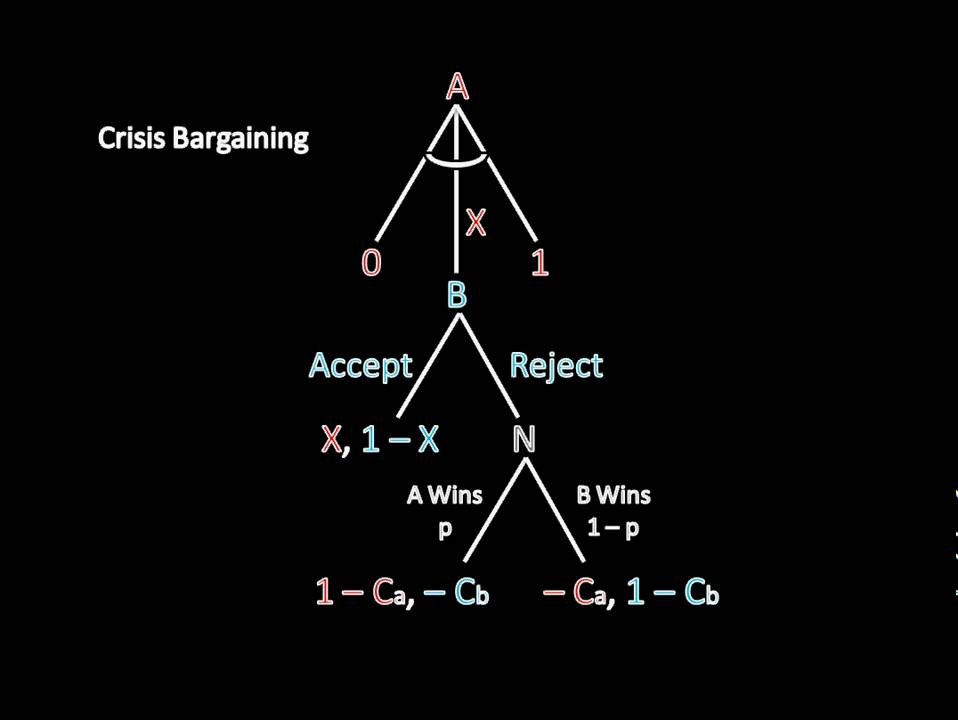 A
Crisis Bargaining
X
0
1
B
Accept
Reject
X, 1 – X
N
A Wins
p
B Wins
1 – p
1 – Ca, – Cb
– Ca, 1 – Cb